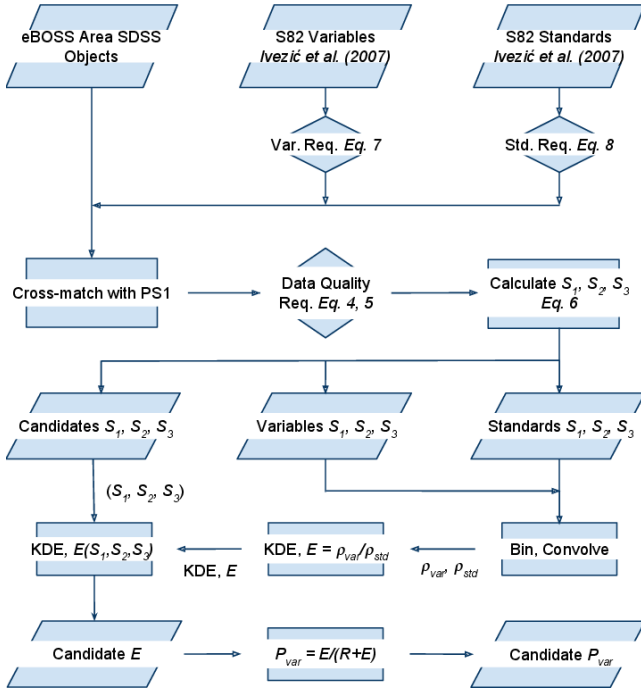 eBOSS Area SDSS
Objects
S82 Variables
Ivezić et al. (2007)
S82 Standards
Ivezić et al. (2007)
Var. Req. Eq. 7
Std. Req. Eq. 8
Cross-match with PS1
Data Quality
Req. Eq. 4, 5
Calculate S₁, S₂, S₃
Eq. 6
Candidates S₁, S₂, S₃
Variables S₁, S₂, S₃
Standards S₁, S₂, S₃
(S₁, S₂, S₃)
KDE, E(S₁,S₂,S₃)
KDE, E
KDE, E = ρvar/ρstd
ρvar, ρstd
Bin, Convolve
Candidate E
Pvar = E/(R+E)
Candidate Pvar